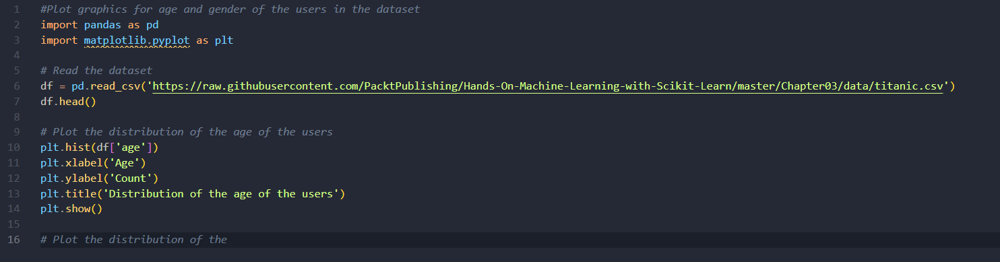 1 #Plot graphics for age and gender of the users in the dataset
2 import pandas as pd
3 import matplotlib.pyplot as plt
4
5 # Read the dataset
6 df = pd.read_csv('https://raw.githubusercontent.com/PacktPublishing/Hands-On-Machine-Learning-with-Scikit-Learn/master/Chapter03/data/titanic.csv')
7 df.head()
8
9 # Plot the distribution of the age of the users
10 plt.hist(df['age'])
11 plt.xlabel('Age')
12 plt.ylabel('Count')
13 plt.title('Distribution of the age of the users')
14 plt.show()
15
16 # Plot the distribution of the